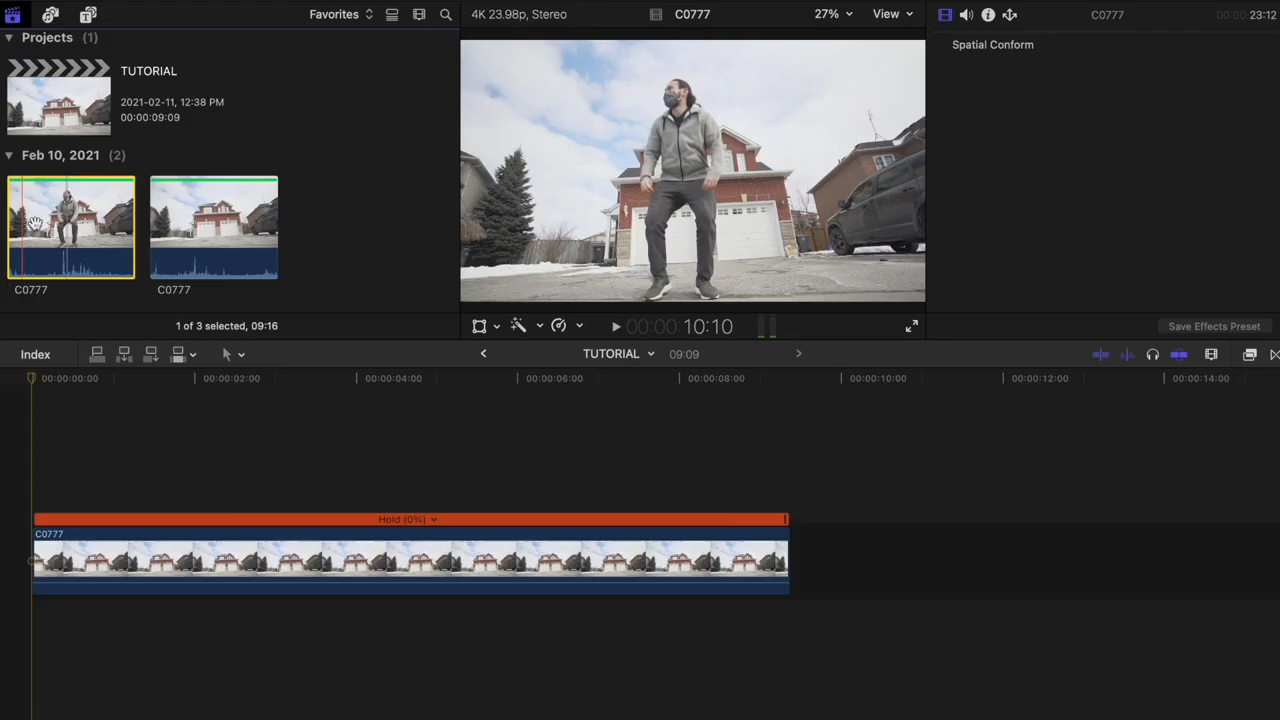 Favorites
4K 23.98p, Stereo
C0777
27%
View
C0777
00:00:23:12
Projects (1)
Spatial Conform
TUTORIAL
2021-02-11, 12:38 PM
00:00:09:09
Feb 10, 2021 (2)
C0777
C0777
1 of 3 selected, 09:16
00:00:10:10
Save Effects Preset
Index
TUTORIAL
09:09
00:00:00:00
00:00:02:00
00:00:04:00
00:00:06:00
00:00:08:00
00:00:10:00
00:00:12:00
00:00:14:00
Hold (0%)
C0777